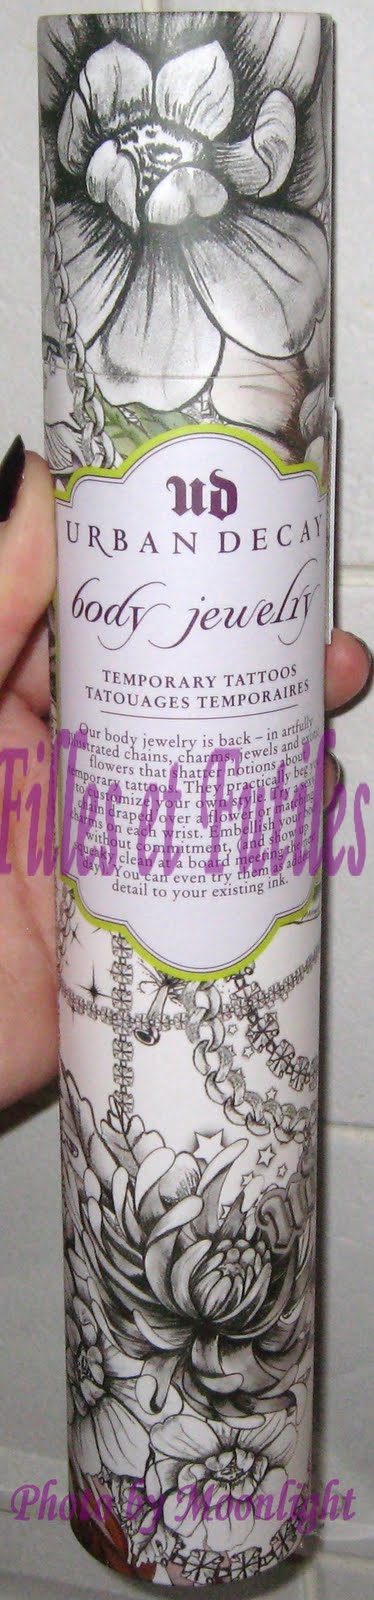 ud
URBAN DECAY
body jewelry
TEMPORARY TATTOOS
TATOUAGES TEMPORAIRES
Our body jewelry is back – in artfully
illustrated chains, charms, jewels and exotic
flowers that shatter notions about
temporary tattoos. They practically beg you
to customize your own style. Try a
chain draped over a flower or matching
charms on each wrist. Embellish your
without commitment, (and show up
squeaky clean at a board meeting the next
day). You can even try them as added
detail to your existing ink.
Filles et Futilles
Photo by Moonlight